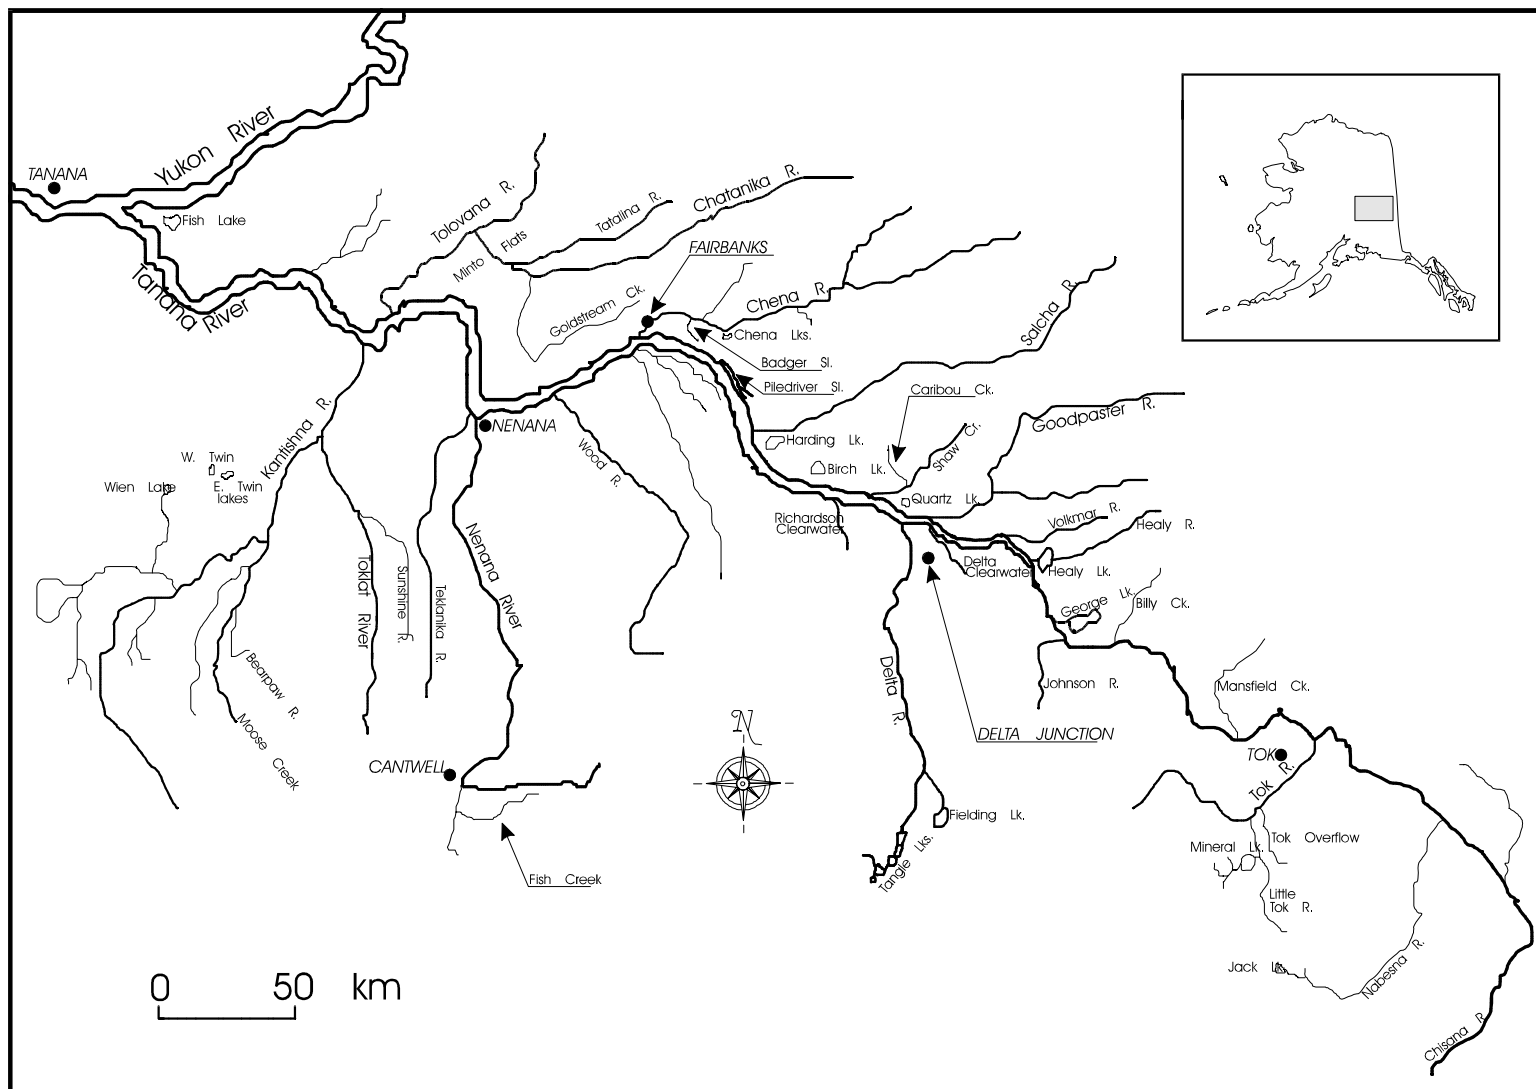 Yukon River
TANANA
Fish Lake
Tanana River
Tolovana R.
Minto Flats
Tatalina R.
Chatanika R.
FAIRBANKS
Goldstream Ck.
Chena R.
Chena Lks.
Badger Sl.
Piledriver Sl.
Salcha R.
Caribou Ck.
Goodpaster R.
Shaw Cr.
Harding Lk.
Birch Lk.
Quartz Lk.
NENANA
Wood R.
Kantishna R.
W. Twin
E. Twin
lakes
Wien Lake
Richardson
Clearwater
Volkmar R.
Healy R.
Delta
Clearwater
Healy Lk.
George Lk.
Billy Ck.
Nenana River
Toklat River
Sunshine R.
Teklanika R.
Bearpaw R.
Moose Creek
Delta R.
Johnson R.
Mansfield Ck.
DELTA JUNCTION
N
CANTWELL
TOK
Tok R.
Fielding Lk.
Tangle Lks.
Fish Creek
Tok Overflow
Mineral Lk.
Little
Tok R.
Jack Lk.
Nabesna R.
Chisana R.
0 50 km